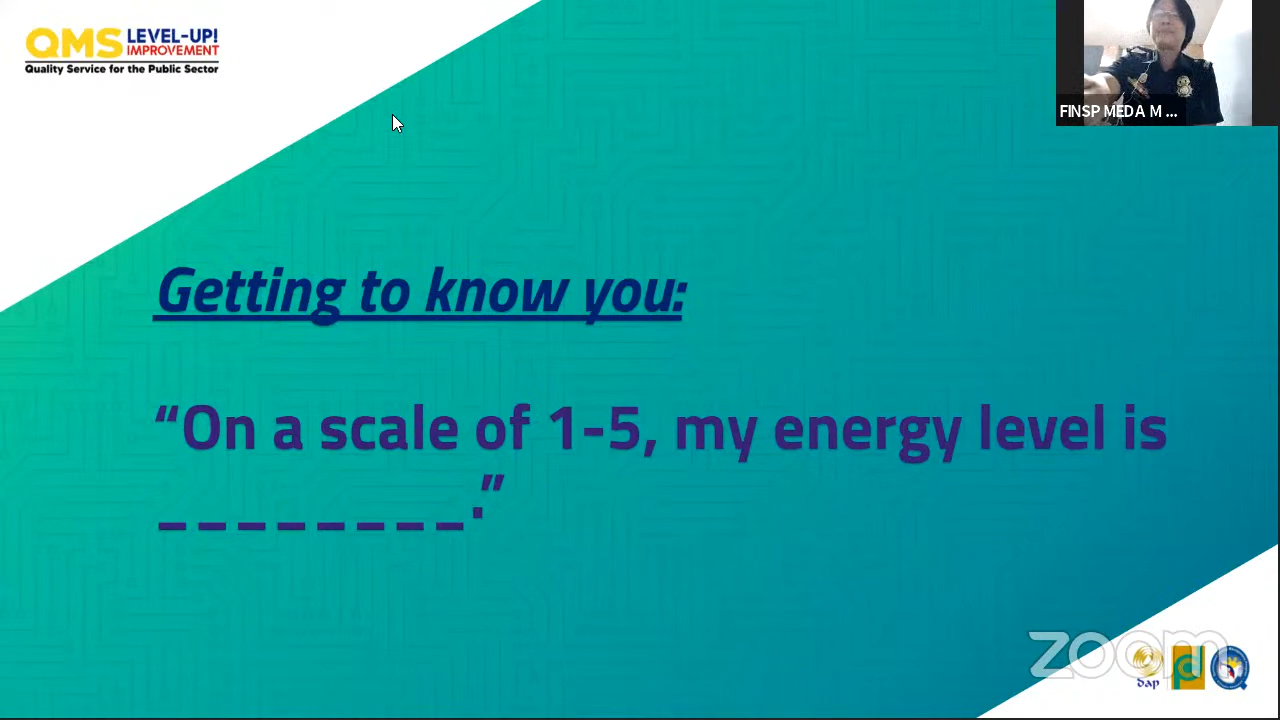 QMS LEVEL-UP!
IMPROVEMENT
Quality Service for the Public Sector
FINSP MEDA M ...
Getting to know you:
“On a scale of 1-5, my energy level is
_ _ _ _ _ _ _ _.”
zoom
dap